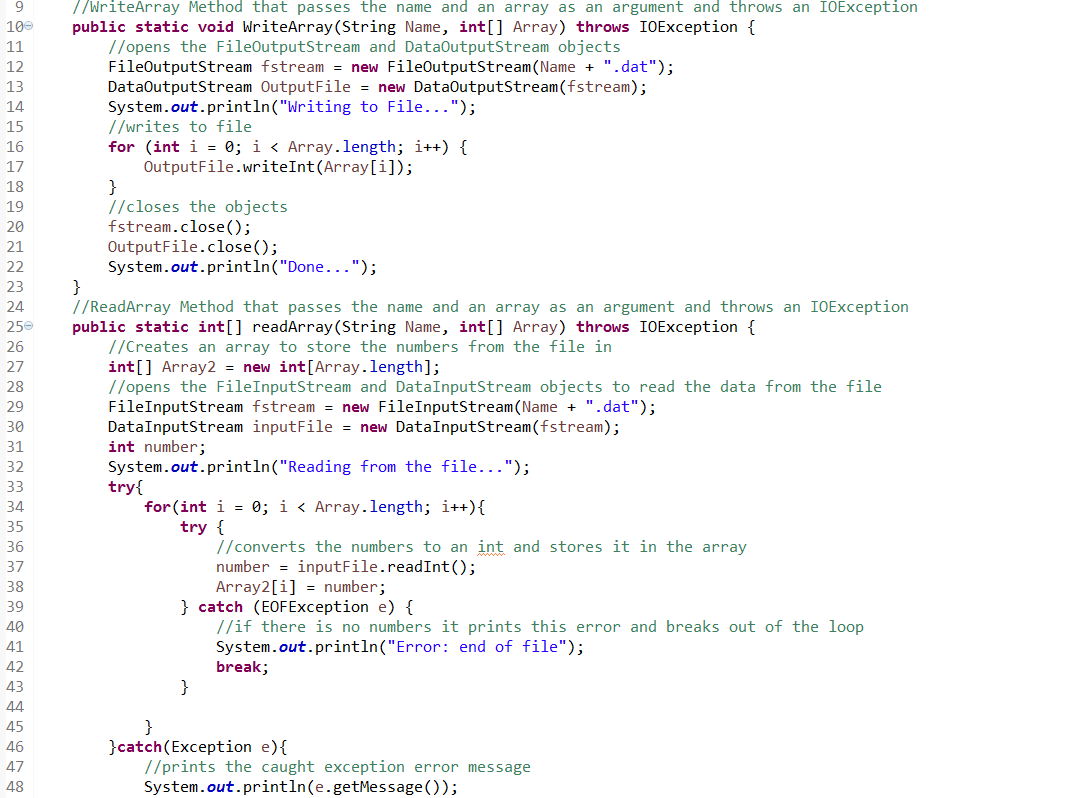 9 //WriteArray Method that passes the name and an array as an argument and throws an IOException
10 public static void WriteArray(String Name, int[] Array) throws IOException {
11 //opens the FileOutputStream and DataOutputStream objects
12 FileOutputStream fstream = new FileOutputStream(Name + ".dat");
13 DataOutputStream OutputFile = new DataOutputStream(fstream);
14 System.out.println("Writing to File...");
15 //writes to file
16 for (int i = 0; i < Array.length; i++) {
17 OutputFile.writeInt(Array[i]);
18 }
19 //closes the objects
20 fstream.close();
21 OutputFile.close();
22 System.out.println("Done...");
23 }
24 //ReadArray Method that passes the name and an array as an argument and throws an IOException
25 public static int[] readArray(String Name, int[] Array) throws IOException {
26 //Creates an array to store the numbers from the file in
27 int[] Array2 = new int[Array.length];
28 //opens the FileInputStream and DataInputStream objects to read the data from the file
29 FileInputStream fstream = new FileInputStream(Name + ".dat");
30 DataInputStream inputFile = new DataInputStream(fstream);
31 int number;
32 System.out.println("Reading from the file...");
33 try{
34 for(int i = 0; i < Array.length; i++){
35 try {
36 //converts the numbers to an int and stores it in the array
37 number = inputFile.readInt();
38 Array2[i] = number;
39 } catch (EOFException e) {
40 //if there is no numbers it prints this error and breaks out of the loop
41 System.out.println("Error: end of file");
42 break;
43 }
44
45 }
46 }catch(Exception e){
47 //prints the caught exception error message
48 System.out.println(e.getMessage());